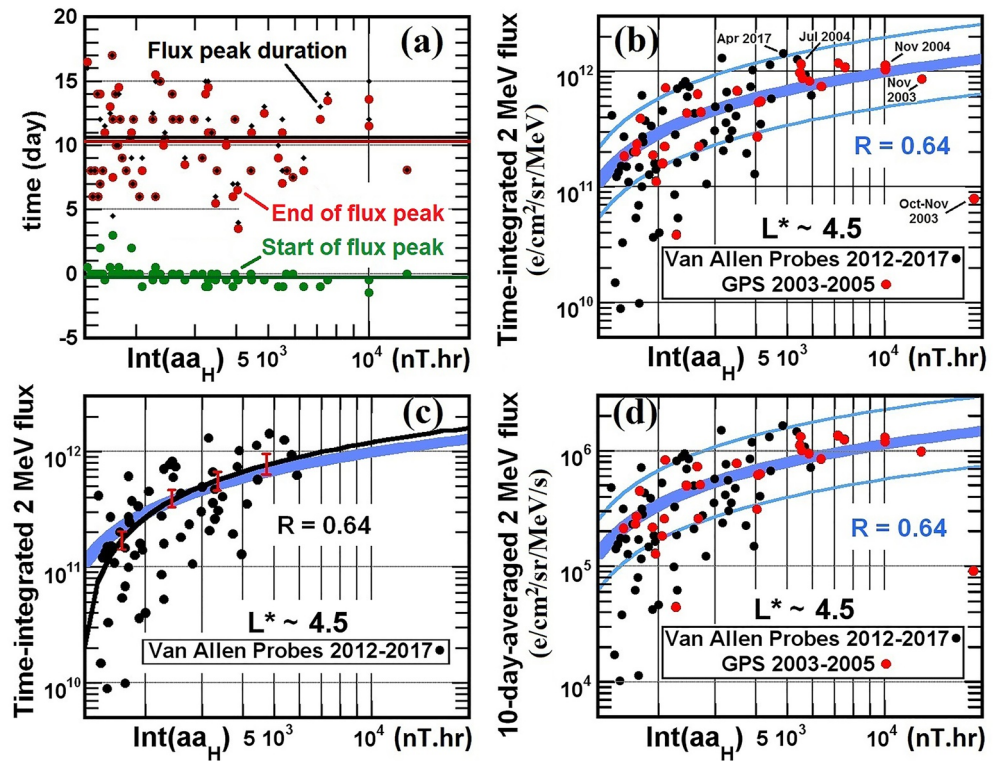 (a)
20
15
10
5
0
-5
time (day)
Flux peak duration
End of flux peak
Start of flux peak
Int(aaH) 5 10³ 10⁴ (nT.hr)
(b)
Time-integrated 2 MeV flux
(e/cm²/sr/MeV)
10¹²
10¹¹
10¹⁰
Apr 2017
Jul 2004
Nov 2004
Nov
2003
R = 0.64
Oct-Nov
2003
L* ~ 4.5
Van Allen Probes 2012-2017
GPS 2003-2005
Int(aaH) 5 10³ 10⁴ (nT.hr)
(c)
Time-integrated 2 MeV flux
10¹²
10¹¹
10¹⁰
R = 0.64
L* ~ 4.5
Van Allen Probes 2012-2017
Int(aaH) 5 10³ 10⁴ (nT.hr)
(d)
10-day-averaged 2 MeV flux
(e/cm²/sr/MeV/s)
10⁶
10⁵
10⁴
R = 0.64
L* ~ 4.5
Van Allen Probes 2012-2017
GPS 2003-2005
Int(aaH) 5 10³ 10⁴ (nT.hr)